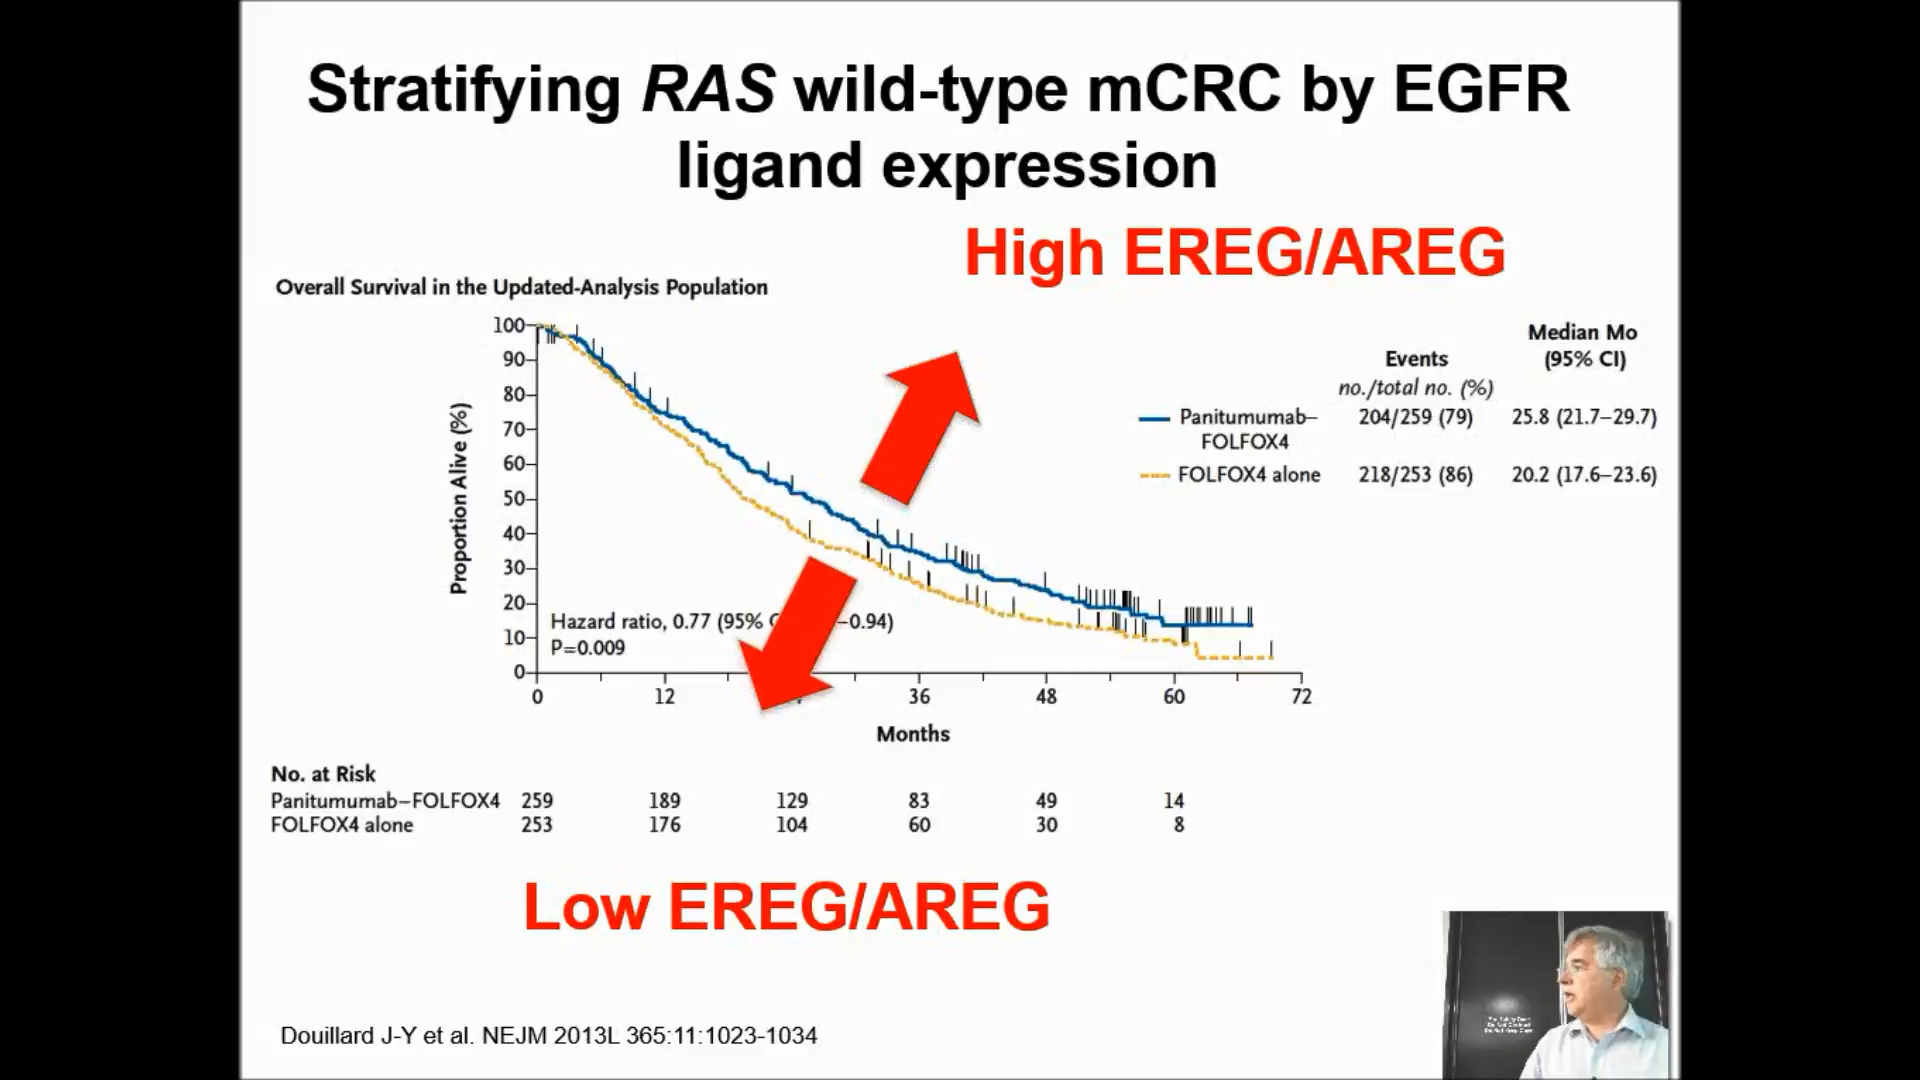 Stratifying RAS wild-type mCRC by EGFR
ligand expression
High EREG/AREG
Overall Survival in the Updated-Analysis Population
Median Mo
(95% CI)
Events
no./total no. (%)
Panitumumab–
FOLFOX4
204/259 (79)
25.8 (21.7–29.7)
FOLFOX4 alone
218/253 (86)
20.2 (17.6–23.6)
Proportion Alive (%)
100
90
80
70
60
50
40
30
20
10
0
Hazard ratio, 0.77 (95% –0.94)
P=0.009
0 12 36 48 60 72
Months
No. at Risk
Panitumumab–FOLFOX4 259 189 129 83 49 14
FOLFOX4 alone 253 176 104 60 30 8
Low EREG/AREG
Douillard J-Y et al. NEJM 2013L 365:11:1023-1034